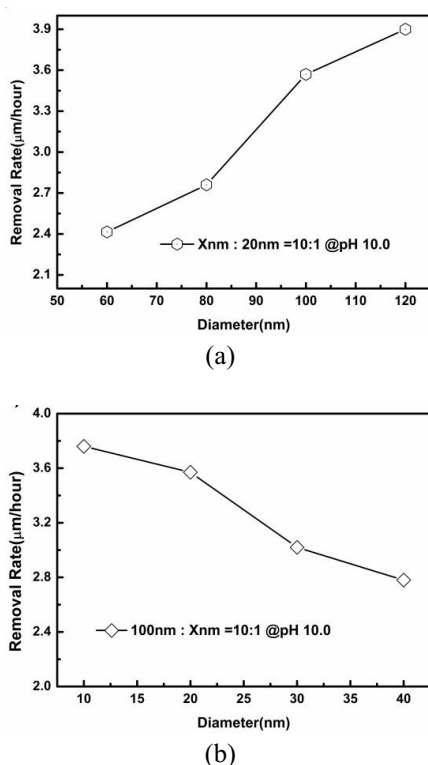 3.9
3.6
3.3
3.0
2.7
2.4
2.1
Removal Rate(μm/hour)
Xnm : 20nm =10:1 @pH 10.0
50 60 70 80 90 100 110 120
Diameter(nm)
(a)
4.0
3.6
3.2
2.8
2.4
2.0
Removal Rate(μm/hour)
100nm : Xnm =10:1 @pH 10.0
10 15 20 25 30 35 40
Diameter(nm)
(b)